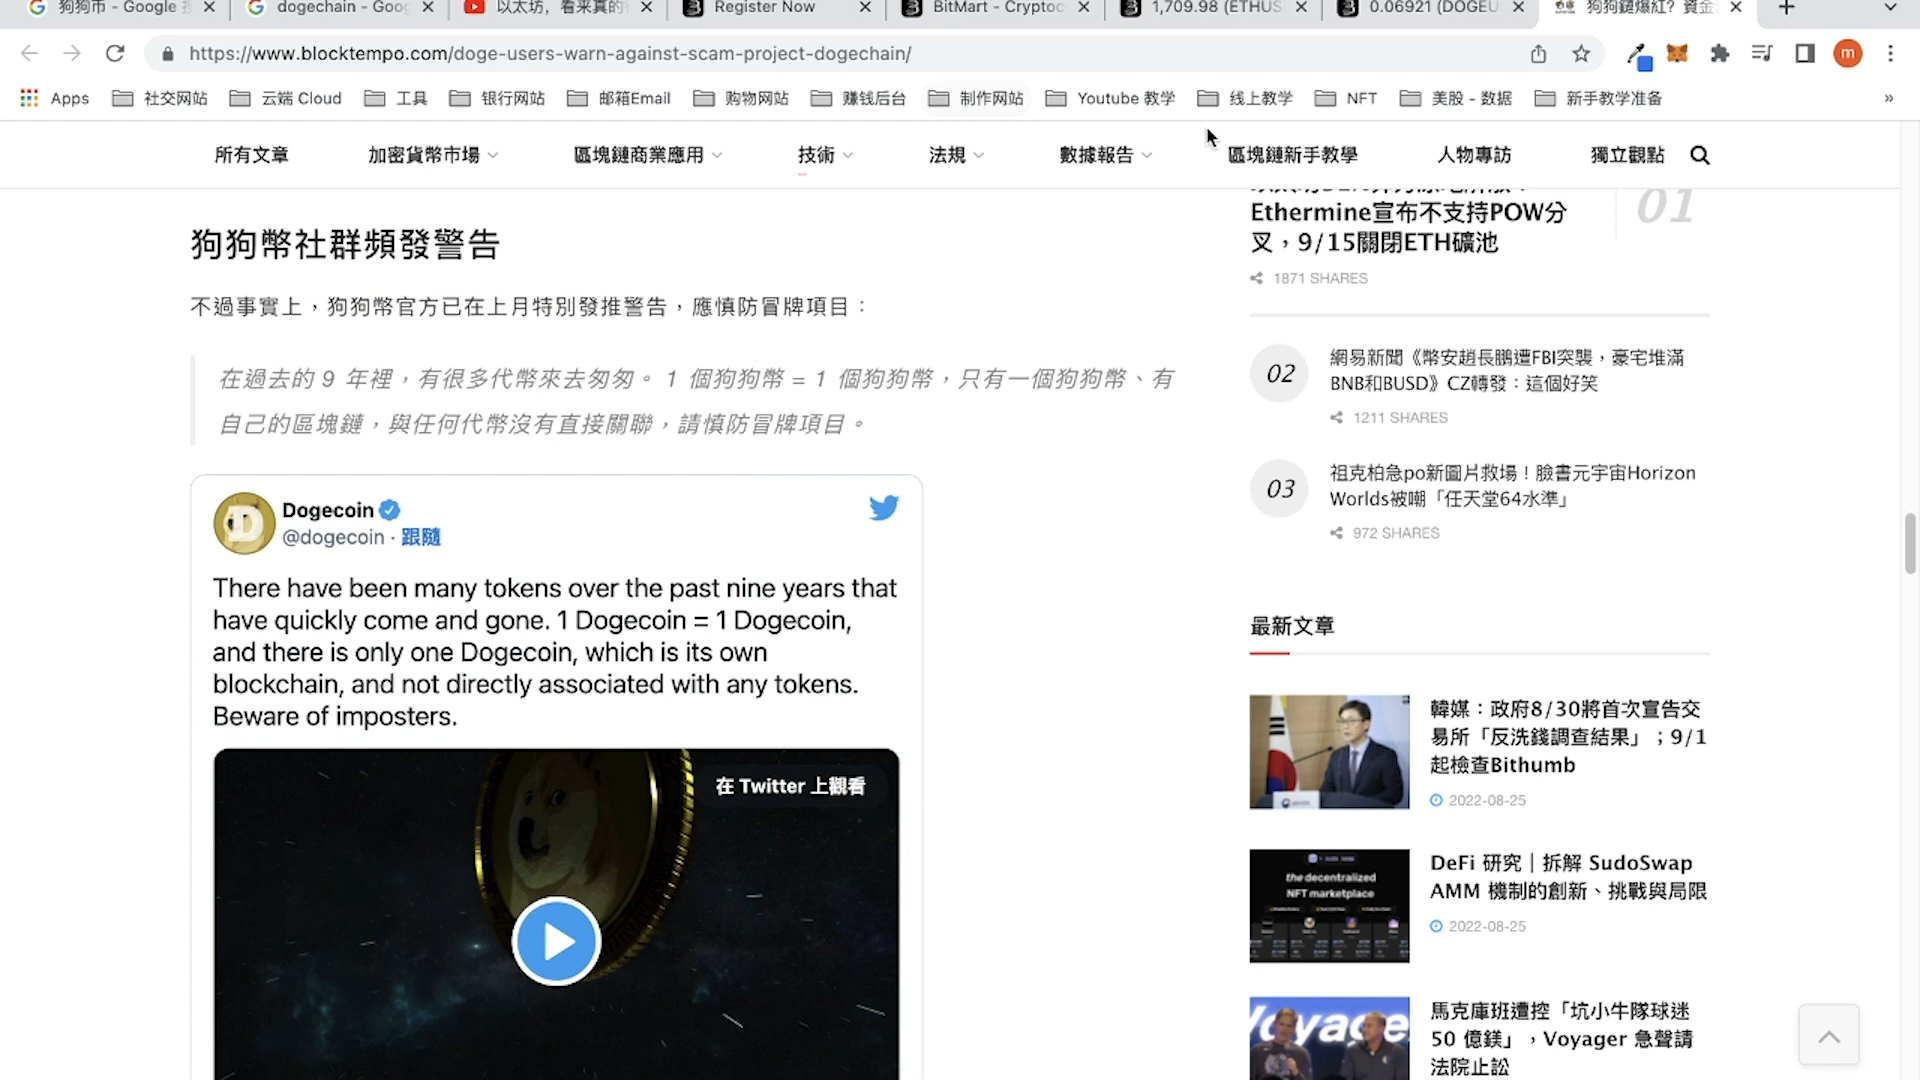 狗狗币 - Google
dogechain - Goog
以太坊，看来真的
Register Now
BitMart - Cryptoc
1,709.98 (ETHUS
0.06921 (DOGEU
狗狗鏈爆紅？資金
https://www.blocktempo.com/doge-users-warn-against-scam-project-dogechain/
m
Apps
社交网站
云端 Cloud
工具
银行网站
邮箱Email
购物网站
赚钱后台
制作网站
Youtube 教学
线上教学
NFT
美股 - 数据
新手教学准备
»
所有文章
加密貨幣市場
區塊鏈商業應用
技術
法規
數據報告
區塊鏈新手教學
人物專訪
獨立觀點
狗狗幣社群頻發警告
不過事實上，狗狗幣官方已在上月特別發推警告，應慎防冒牌項目：
在過去的 9 年裡，有很多代幣來去匆匆。 1 個狗狗幣 = 1 個狗狗幣，只有一個狗狗幣、有
自己的區塊鏈，與任何代幣沒有直接關聯，請慎防冒牌項目。
Dogecoin
@dogecoin · 跟隨
There have been many tokens over the past nine years that
have quickly come and gone. 1 Dogecoin = 1 Dogecoin,
and there is only one Dogecoin, which is its own
blockchain, and not directly associated with any tokens.
Beware of imposters.
在 Twitter 上觀看
Ethermine宣布不支持POW分
叉，9/15關閉ETH礦池
01
1871 SHARES
02
網易新聞《幣安趙長鵬遭FBI突襲，豪宅堆滿
BNB和BUSD》CZ轉發：這個好笑
1211 SHARES
03
祖克柏急po新圖片救場！臉書元宇宙Horizon
Worlds被嘲「任天堂64水準」
972 SHARES
最新文章
韓媒：政府8/30將首次宣告交
易所「反洗錢調查結果」；9/1
起檢查Bithumb
2022-08-25
the decentralized
NFT marketplace
DeFi 研究｜拆解 SudoSwap
AMM 機制的創新、挑戰與局限
2022-08-25
Voyage
馬克庫班遭控「坑小牛隊球迷
50 億鎂」，Voyager 急聲請
法院止訟